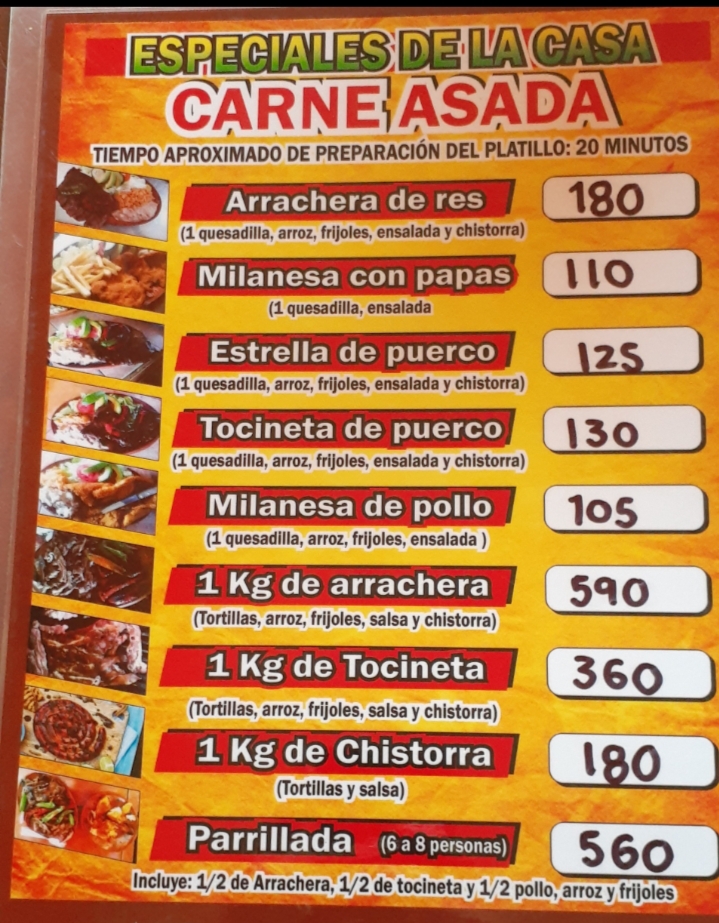 ESPECIALES DE LA CASA
CARNE ASADA
TIEMPO APROXIMADO DE PREPARACIÓN DEL PLATILLO: 20 MINUTOS
Arrachera de res 180
(1 quesadilla, arroz, frijoles, ensalada y chistorra)
Milanesa con papas 110
(1 quesadilla, ensalada
Estrella de puerco 125
(1 quesadilla, arroz, frijoles, ensalada y chistorra)
Tocineta de puerco 130
(1 quesadilla, arroz, frijoles, ensalada y chistorra)
Milanesa de pollo 105
(1 quesadilla, arroz, frijoles, ensalada )
1 Kg de arrachera 590
(Tortillas, arroz, frijoles, salsa y chistorra)
1 Kg de Tocineta 360
(Tortillas, arroz, frijoles, salsa y chistorra)
1 Kg de Chistorra 180
(Tortillas y salsa)
Parrillada (6 a 8 personas) 560
Incluye: 1/2 de Arrachera, 1/2 de tocineta y 1/2 pollo, arroz y frijoles